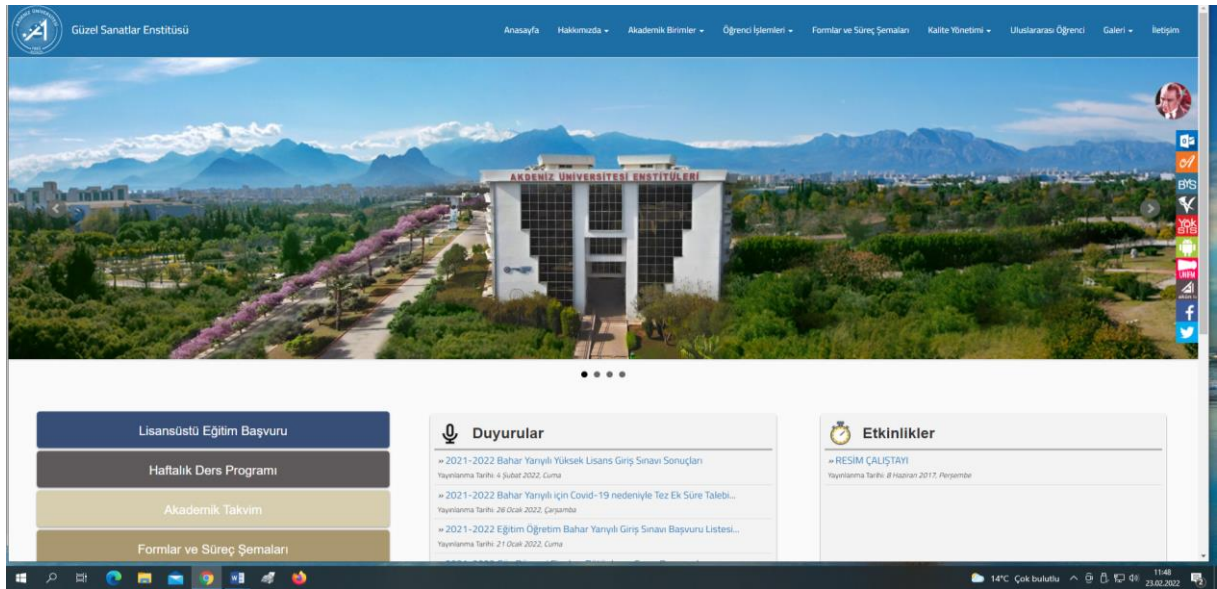 Güzel Sanatlar Enstitüsü
Anasayfa Hakkımızda Akademik Birimler Öğrenci İşlemleri Formlar ve Süreç Şemaları Kalite Yönetimi Uluslararası Öğrenci Galeri İletişim
AKDENİZ ÜNİVERSİTESİ ENSTİTÜLERİ
BYS
YÖK
SİS
UNIFM
Lisansüstü Eğitim Başvuru
Haftalık Ders Programı
Akademik Takvim
Formlar ve Süreç Şemaları
Duyurular
»2021-2022 Bahar Yarıyılı Yüksek Lisans Giriş Sınavı Sonuçları
Yayınlanma Tarihi: 4 Şubat 2022, Cuma
»2021-2022 Bahar Yarıyılı için Covid-19 nedeniyle Tez Ek Süre Talebi...
Yayınlanma Tarihi: 26 Ocak 2022, Çarşamba
»2021-2022 Eğitim Öğretim Bahar Yarıyılı Giriş Sınavı Başvuru Listesi...
Yayınlanma Tarihi: 21 Ocak 2022, Cuma
Etkinlikler
»RESİM ÇALIŞTAYI
Yayınlanma Tarihi: 8 Haziran 2017, Perşembe
14°C Çok bulutlu
11:48
23.02.2022